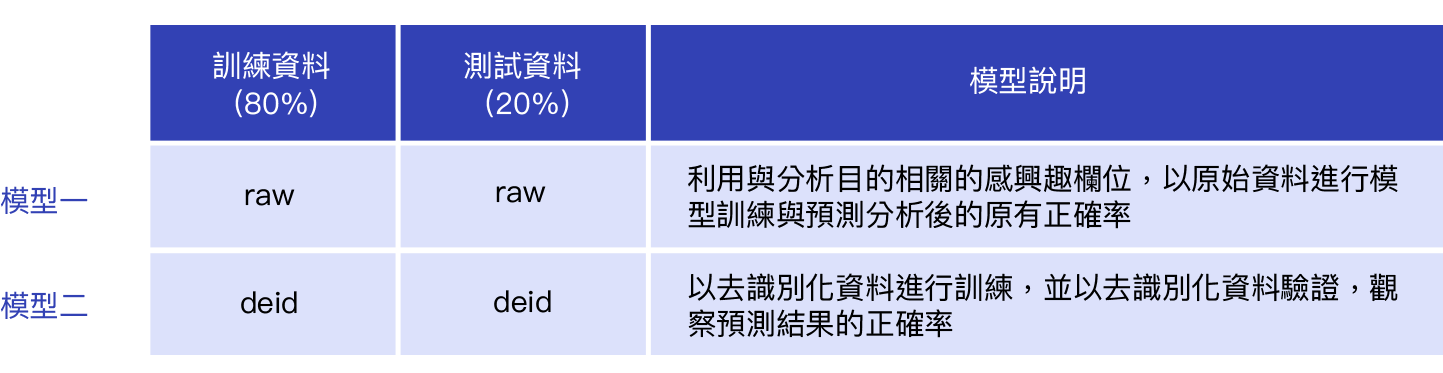 訓練資料
(80%)
測試資料
(20%)
模型說明
模型一
raw
raw
利用與分析目的相關的感興趣欄位，以原始資料進行模
型訓練與預測分析後的原有正確率
模型二
deid
deid
以去識別化資料進行訓練，並以去識別化資料驗證，觀
察預測結果的正確率